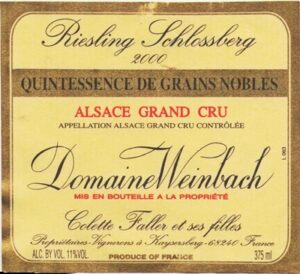 Riesling Schlossberg
2000
QUINTESSENCE DE GRAINS NOBLES
ALSACE GRAND CRU
APPELLATION ALSACE GRAND CRU CONTRÔLÉE
L 063
Domaine Weinbach
MIS EN BOUTEILLE A LA PROPRIÉTÉ
Colette Faller et ses filles
Propriétaires-Vignerons à Kaysersberg-68240 France
ALC. BY VOL. 11%VOL.
PRODUCE OF FRANCE
375 ml